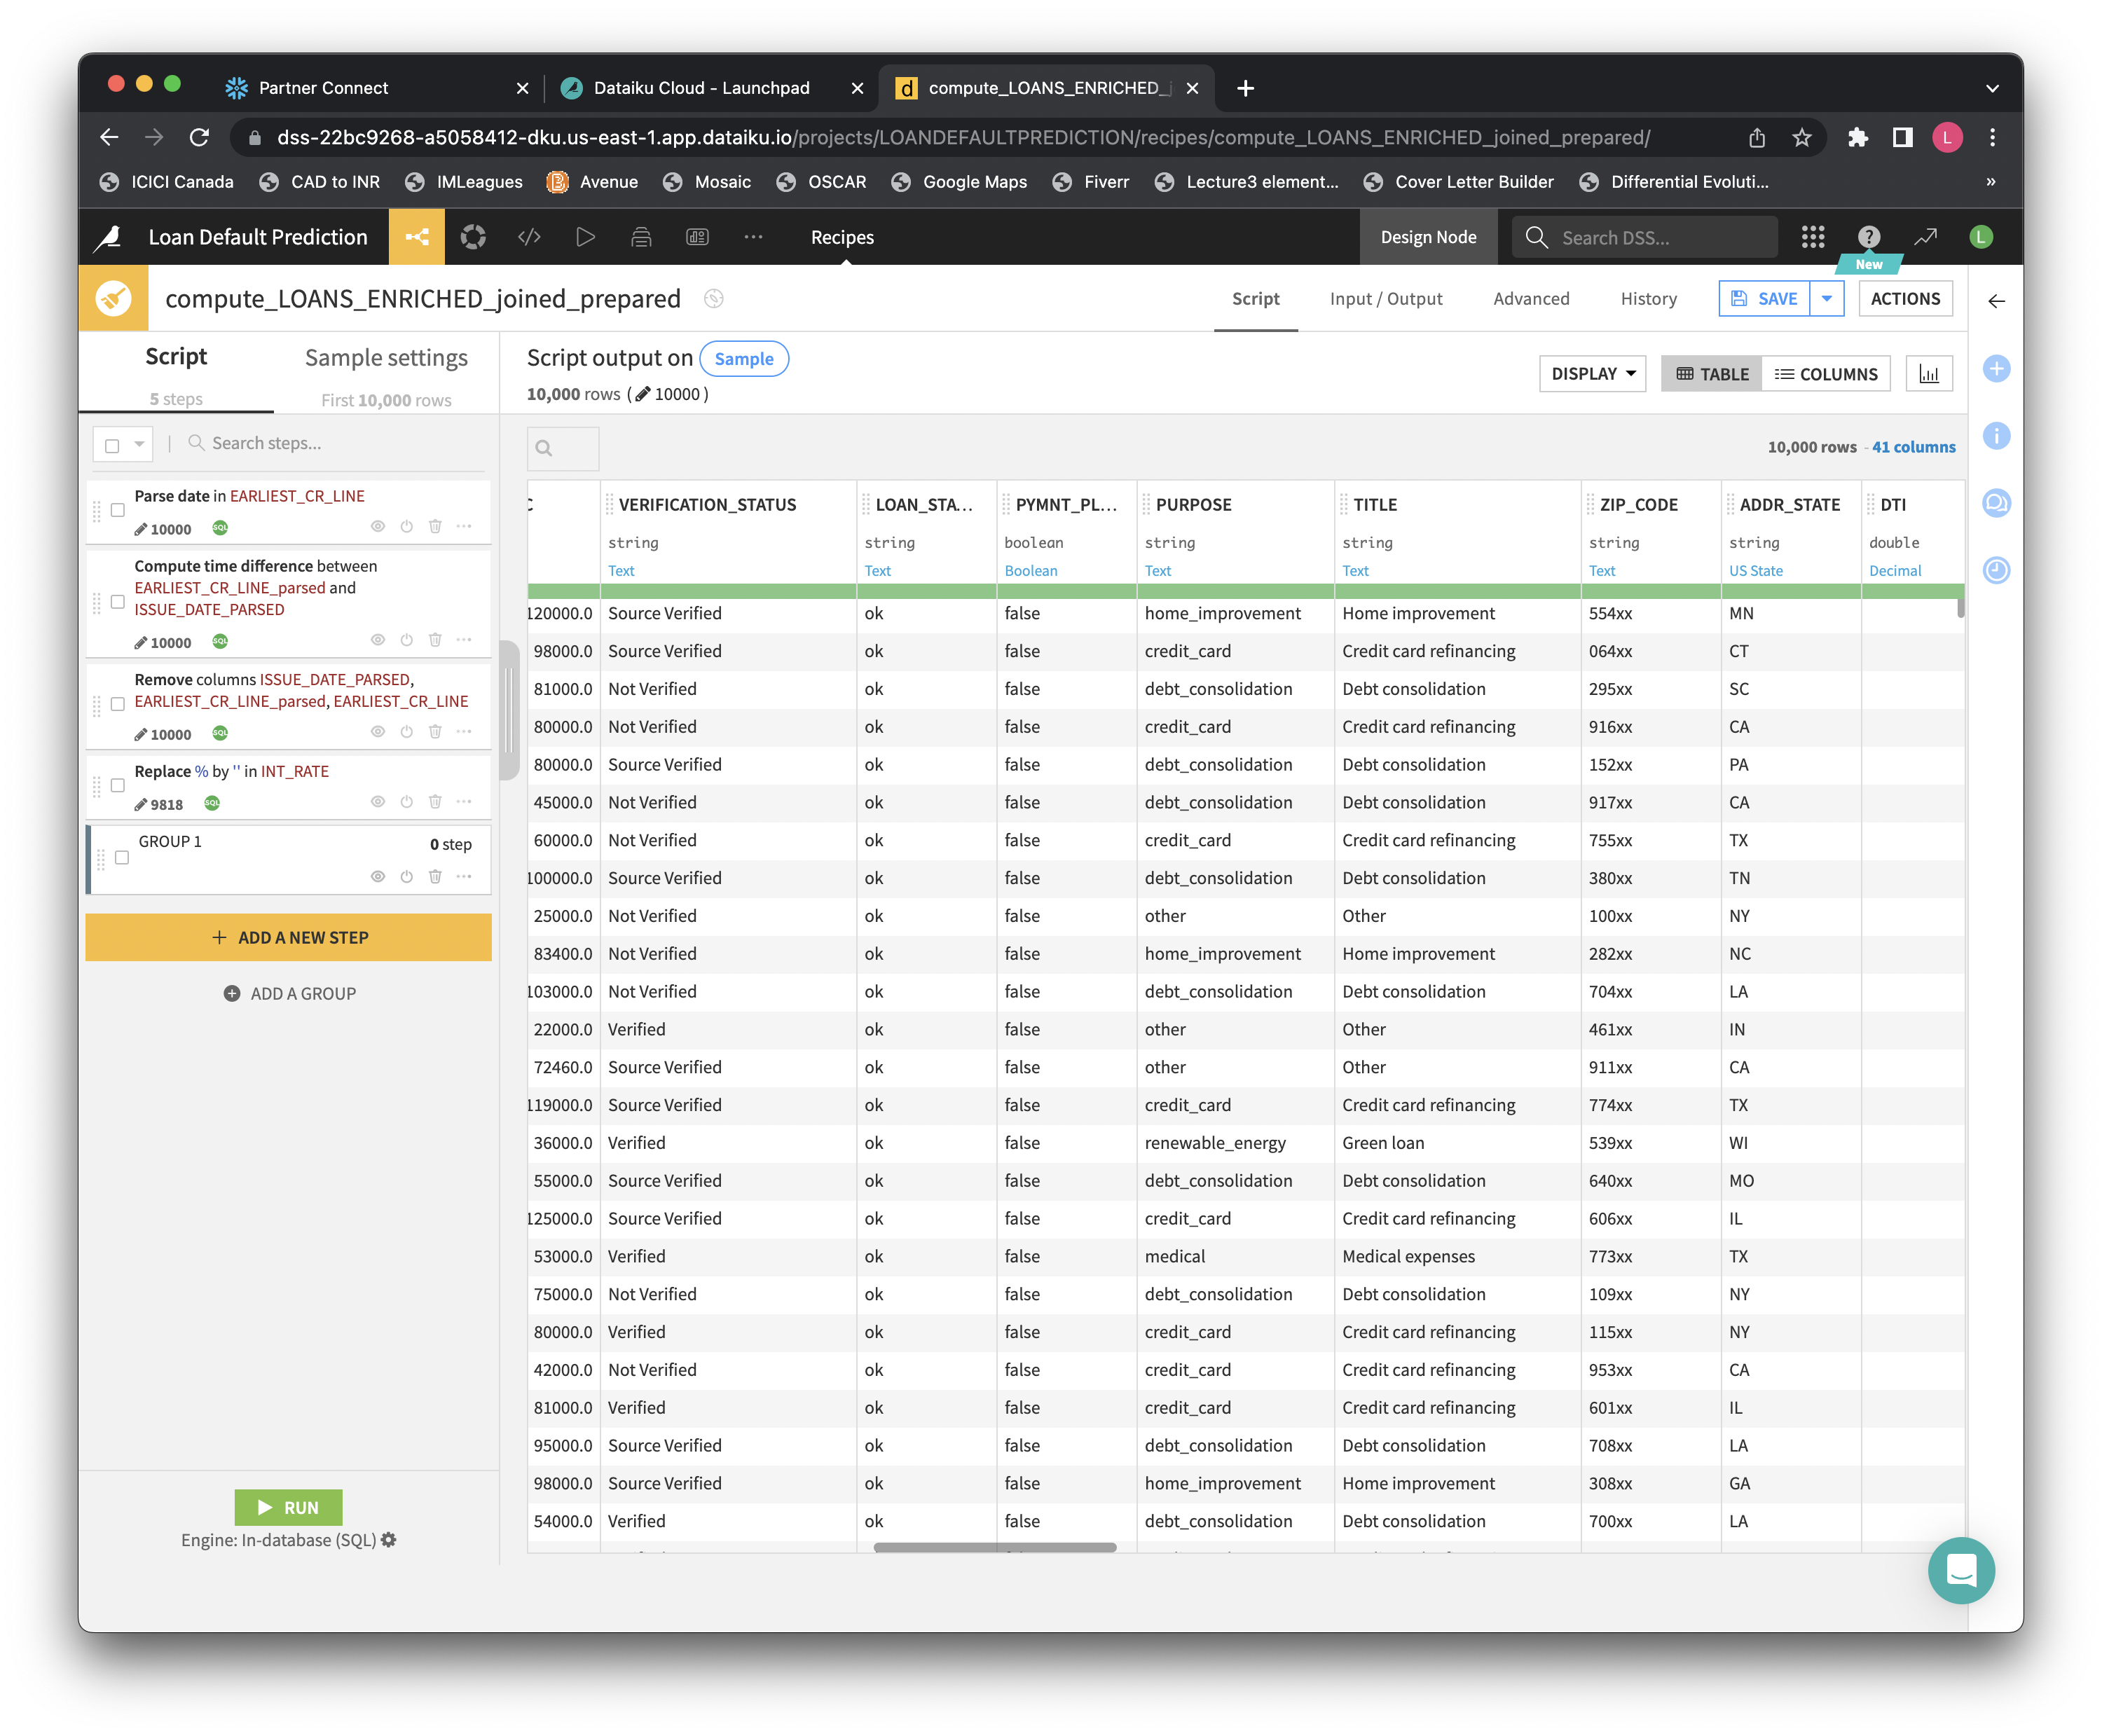 Partner Connect
Dataiku Cloud - Launchpad
compute_LOANS_ENRICHED_j
dss-22bc9268-a5058412-dku.us-east-1.app.dataiku.io/projects/LOANDEFAULTPREDICTION/recipes/compute_LOANS_ENRICHED_joined_prepared/
L
ICICI Canada CAD to INR IMLeagues Avenue Mosaic OSCAR Google Maps Fiverr Lecture3 element... Cover Letter Builder Differential Evoluti... »
Loan Default Prediction Recipes Design Node Search DSS... ? L
New
compute_LOANS_ENRICHED_joined_prepared Script Input / Output Advanced History SAVE ACTIONS
Script Sample settings
5 steps First 10,000 rows
Script output on Sample
10,000 rows ( 10000 )
DISPLAY TABLE COLUMNS
Search steps...
10,000 rows - 41 columns
Parse date in EARLIEST_CR_LINE
10000 SQL
Compute time difference between
EARLIEST_CR_LINE_parsed and
ISSUE_DATE_PARSED
10000 SQL
Remove columns ISSUE_DATE_PARSED,
EARLIEST_CR_LINE_parsed, EARLIEST_CR_LINE
10000 SQL
Replace % by '' in INT_RATE
9818 SQL
GROUP 1 0 step
+ ADD A NEW STEP
ADD A GROUP
RUN
Engine: In-database (SQL)
C VERIFICATION_STATUS LOAN_STA... PYMNT_PL... PURPOSE TITLE ZIP_CODE ADDR_STATE DTI
string string boolean string string string string double
Text Text Boolean Text Text Text US State Decimal
120000.0 Source Verified ok false home_improvement Home improvement 554xx MN
98000.0 Source Verified ok false credit_card Credit card refinancing 064xx CT
81000.0 Not Verified ok false debt_consolidation Debt consolidation 295xx SC
80000.0 Not Verified ok false credit_card Credit card refinancing 916xx CA
80000.0 Source Verified ok false debt_consolidation Debt consolidation 152xx PA
45000.0 Not Verified ok false debt_consolidation Debt consolidation 917xx CA
60000.0 Not Verified ok false credit_card Credit card refinancing 755xx TX
100000.0 Source Verified ok false debt_consolidation Debt consolidation 380xx TN
25000.0 Not Verified ok false other Other 100xx NY
83400.0 Not Verified ok false home_improvement Home improvement 282xx NC
103000.0 Not Verified ok false debt_consolidation Debt consolidation 704xx LA
22000.0 Verified ok false other Other 461xx IN
72460.0 Source Verified ok false other Other 911xx CA
119000.0 Source Verified ok false credit_card Credit card refinancing 774xx TX
36000.0 Verified ok false renewable_energy Green loan 539xx WI
55000.0 Source Verified ok false debt_consolidation Debt consolidation 640xx MO
125000.0 Source Verified ok false credit_card Credit card refinancing 606xx IL
53000.0 Verified ok false medical Medical expenses 773xx TX
75000.0 Not Verified ok false debt_consolidation Debt consolidation 109xx NY
80000.0 Verified ok false credit_card Credit card refinancing 115xx NY
42000.0 Not Verified ok false credit_card Credit card refinancing 953xx CA
81000.0 Verified ok false credit_card Credit card refinancing 601xx IL
95000.0 Source Verified ok false debt_consolidation Debt consolidation 708xx LA
98000.0 Source Verified ok false home_improvement Home improvement 308xx GA
54000.0 Verified ok false debt_consolidation Debt consolidation 700xx LA